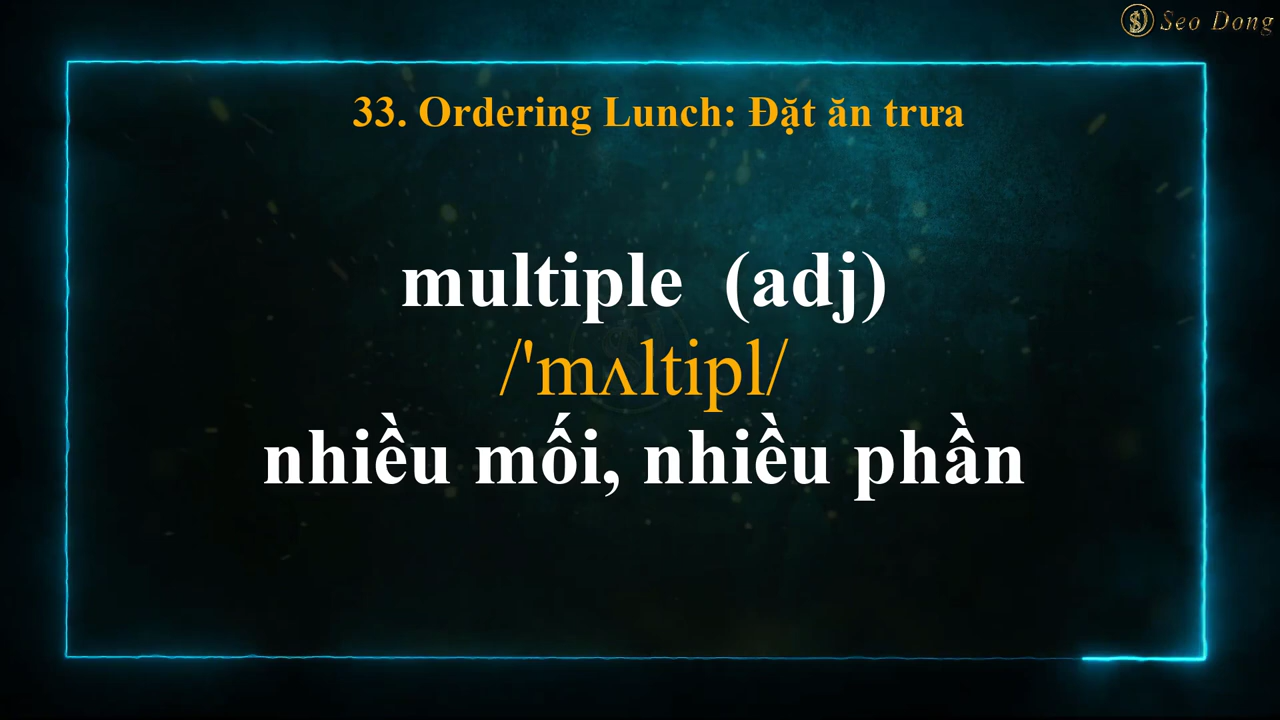 Seo Dong
33. Ordering Lunch: Đặt ăn trưa
multiple (adj)
/'mʌltipl/
nhiều mối, nhiều phần